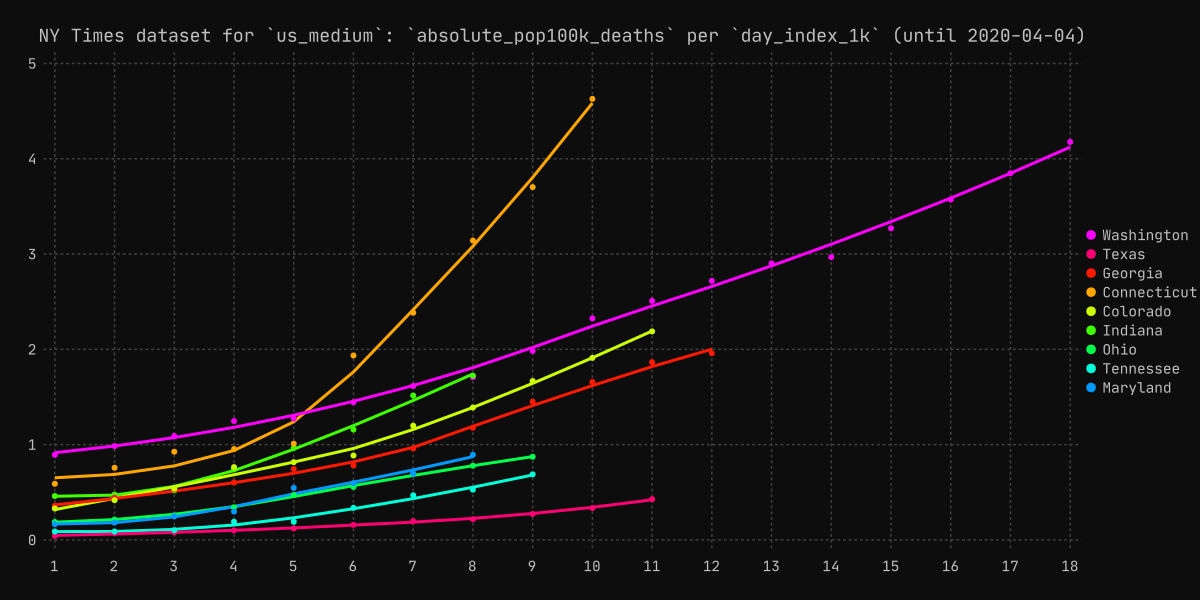 NY Times dataset for `us_medium`: `absolute_pop100k_deaths` per `day_index_1k` (until 2020-04-04)
5
4
3
2
1
0
1 2 3 4 5 6 7 8 9 10 11 12 13 14 15 16 17 18
Washington
Texas
Georgia
Connecticut
Colorado
Indiana
Ohio
Tennessee
Maryland